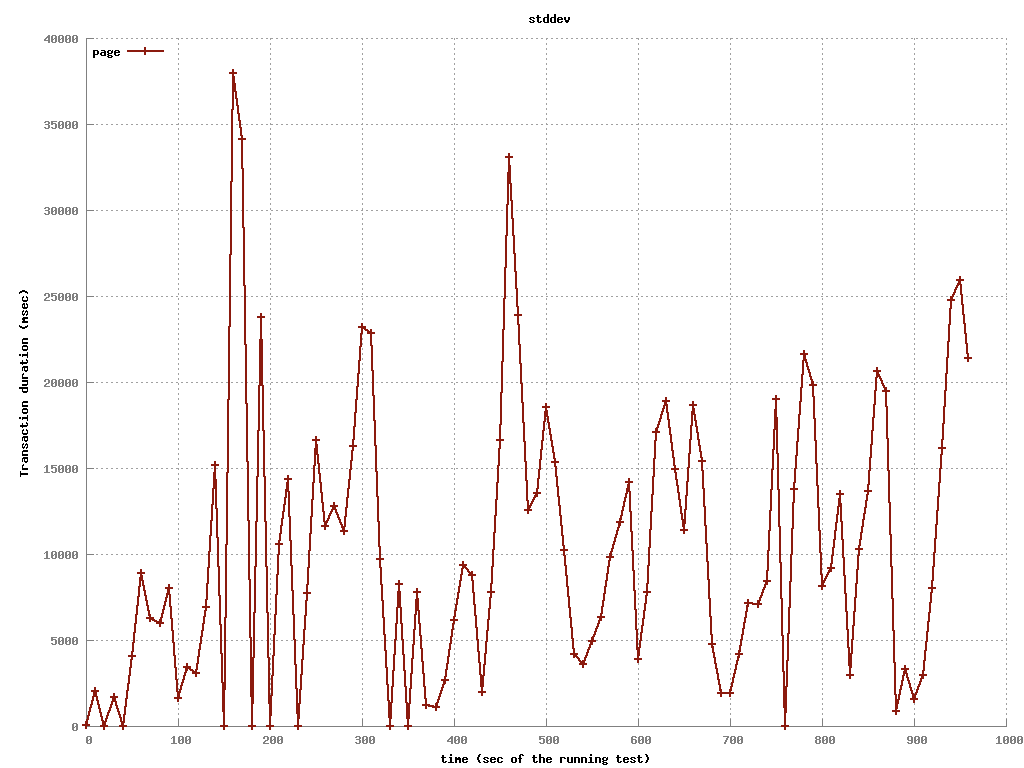 stddev
page
40000
35000
30000
25000
20000
15000
10000
5000
0
Transaction duration (msec)
0 100 200 300 400 500 600 700 800 900 1000
time (sec of the running test)